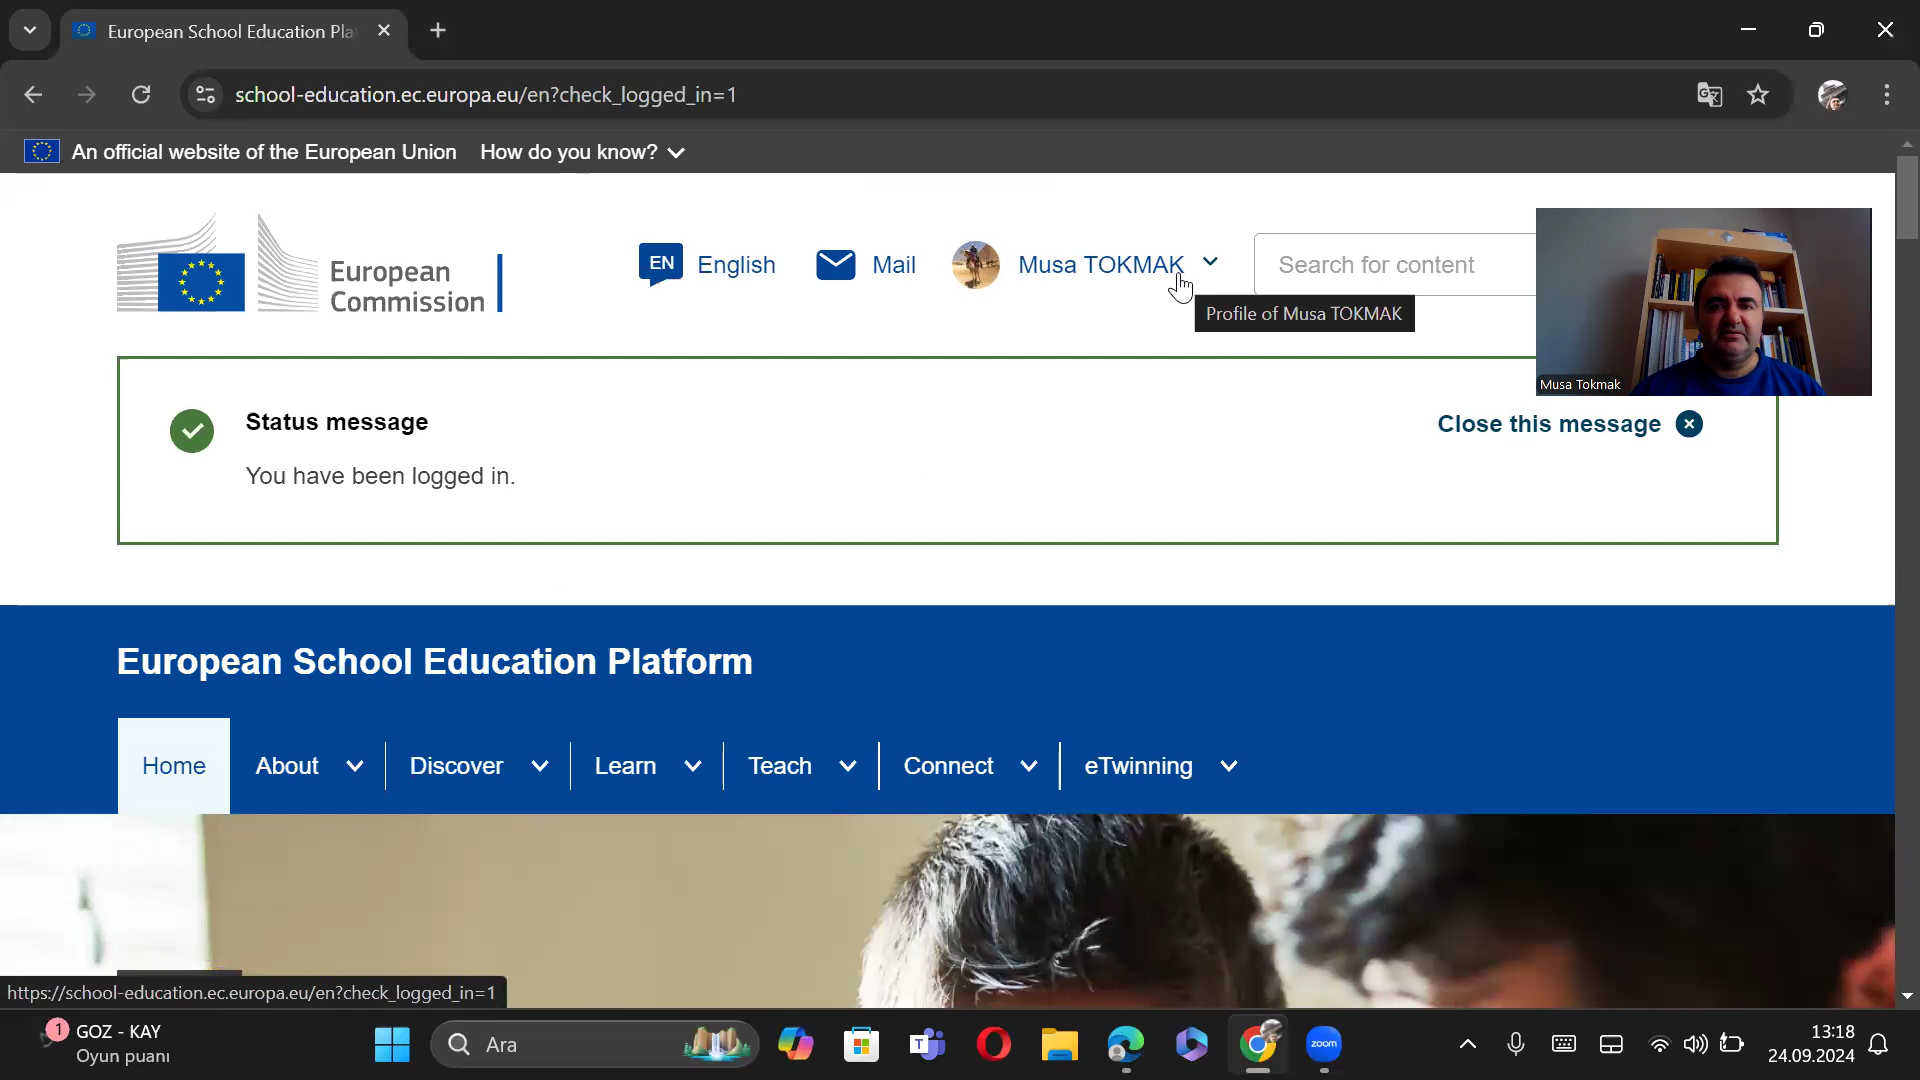 European School Education Pla
school-education.ec.europa.eu/en?check_logged_in=1
An official website of the European Union How do you know?
European
Commission
EN English
Mail
Musa TOKMAK
Search for content
Profile of Musa TOKMAK
Musa Tokmak
Status message
Close this message
You have been logged in.
European School Education Platform
Home
About
Discover
Learn
Teach
Connect
eTwinning
https://school-education.ec.europa.eu/en?check_logged_in=1
1
GOZ - KAY
Oyun puanı
Ara
T
zoom
13:18
24.09.2024